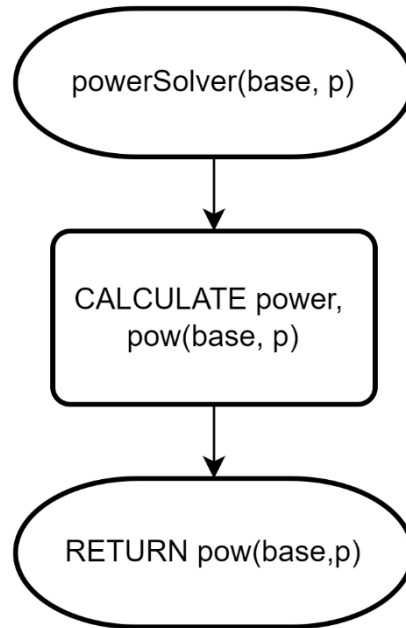 powerSolver(base, p)
CALCULATE power,
pow(base, p)
RETURN pow(base,p)